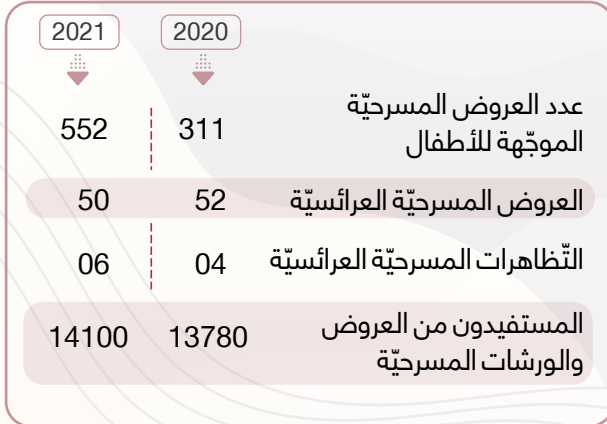 2020 2021
عدد العروض المسرحيّة
الموجّهة للأطفال 311 552
العروض المسرحيّة العرائسيّة 52 50
التّظاهرات المسرحيّة العرائسيّة 04 06
المستفيدون من العروض
والورشات المسرحيّة 13780 14100